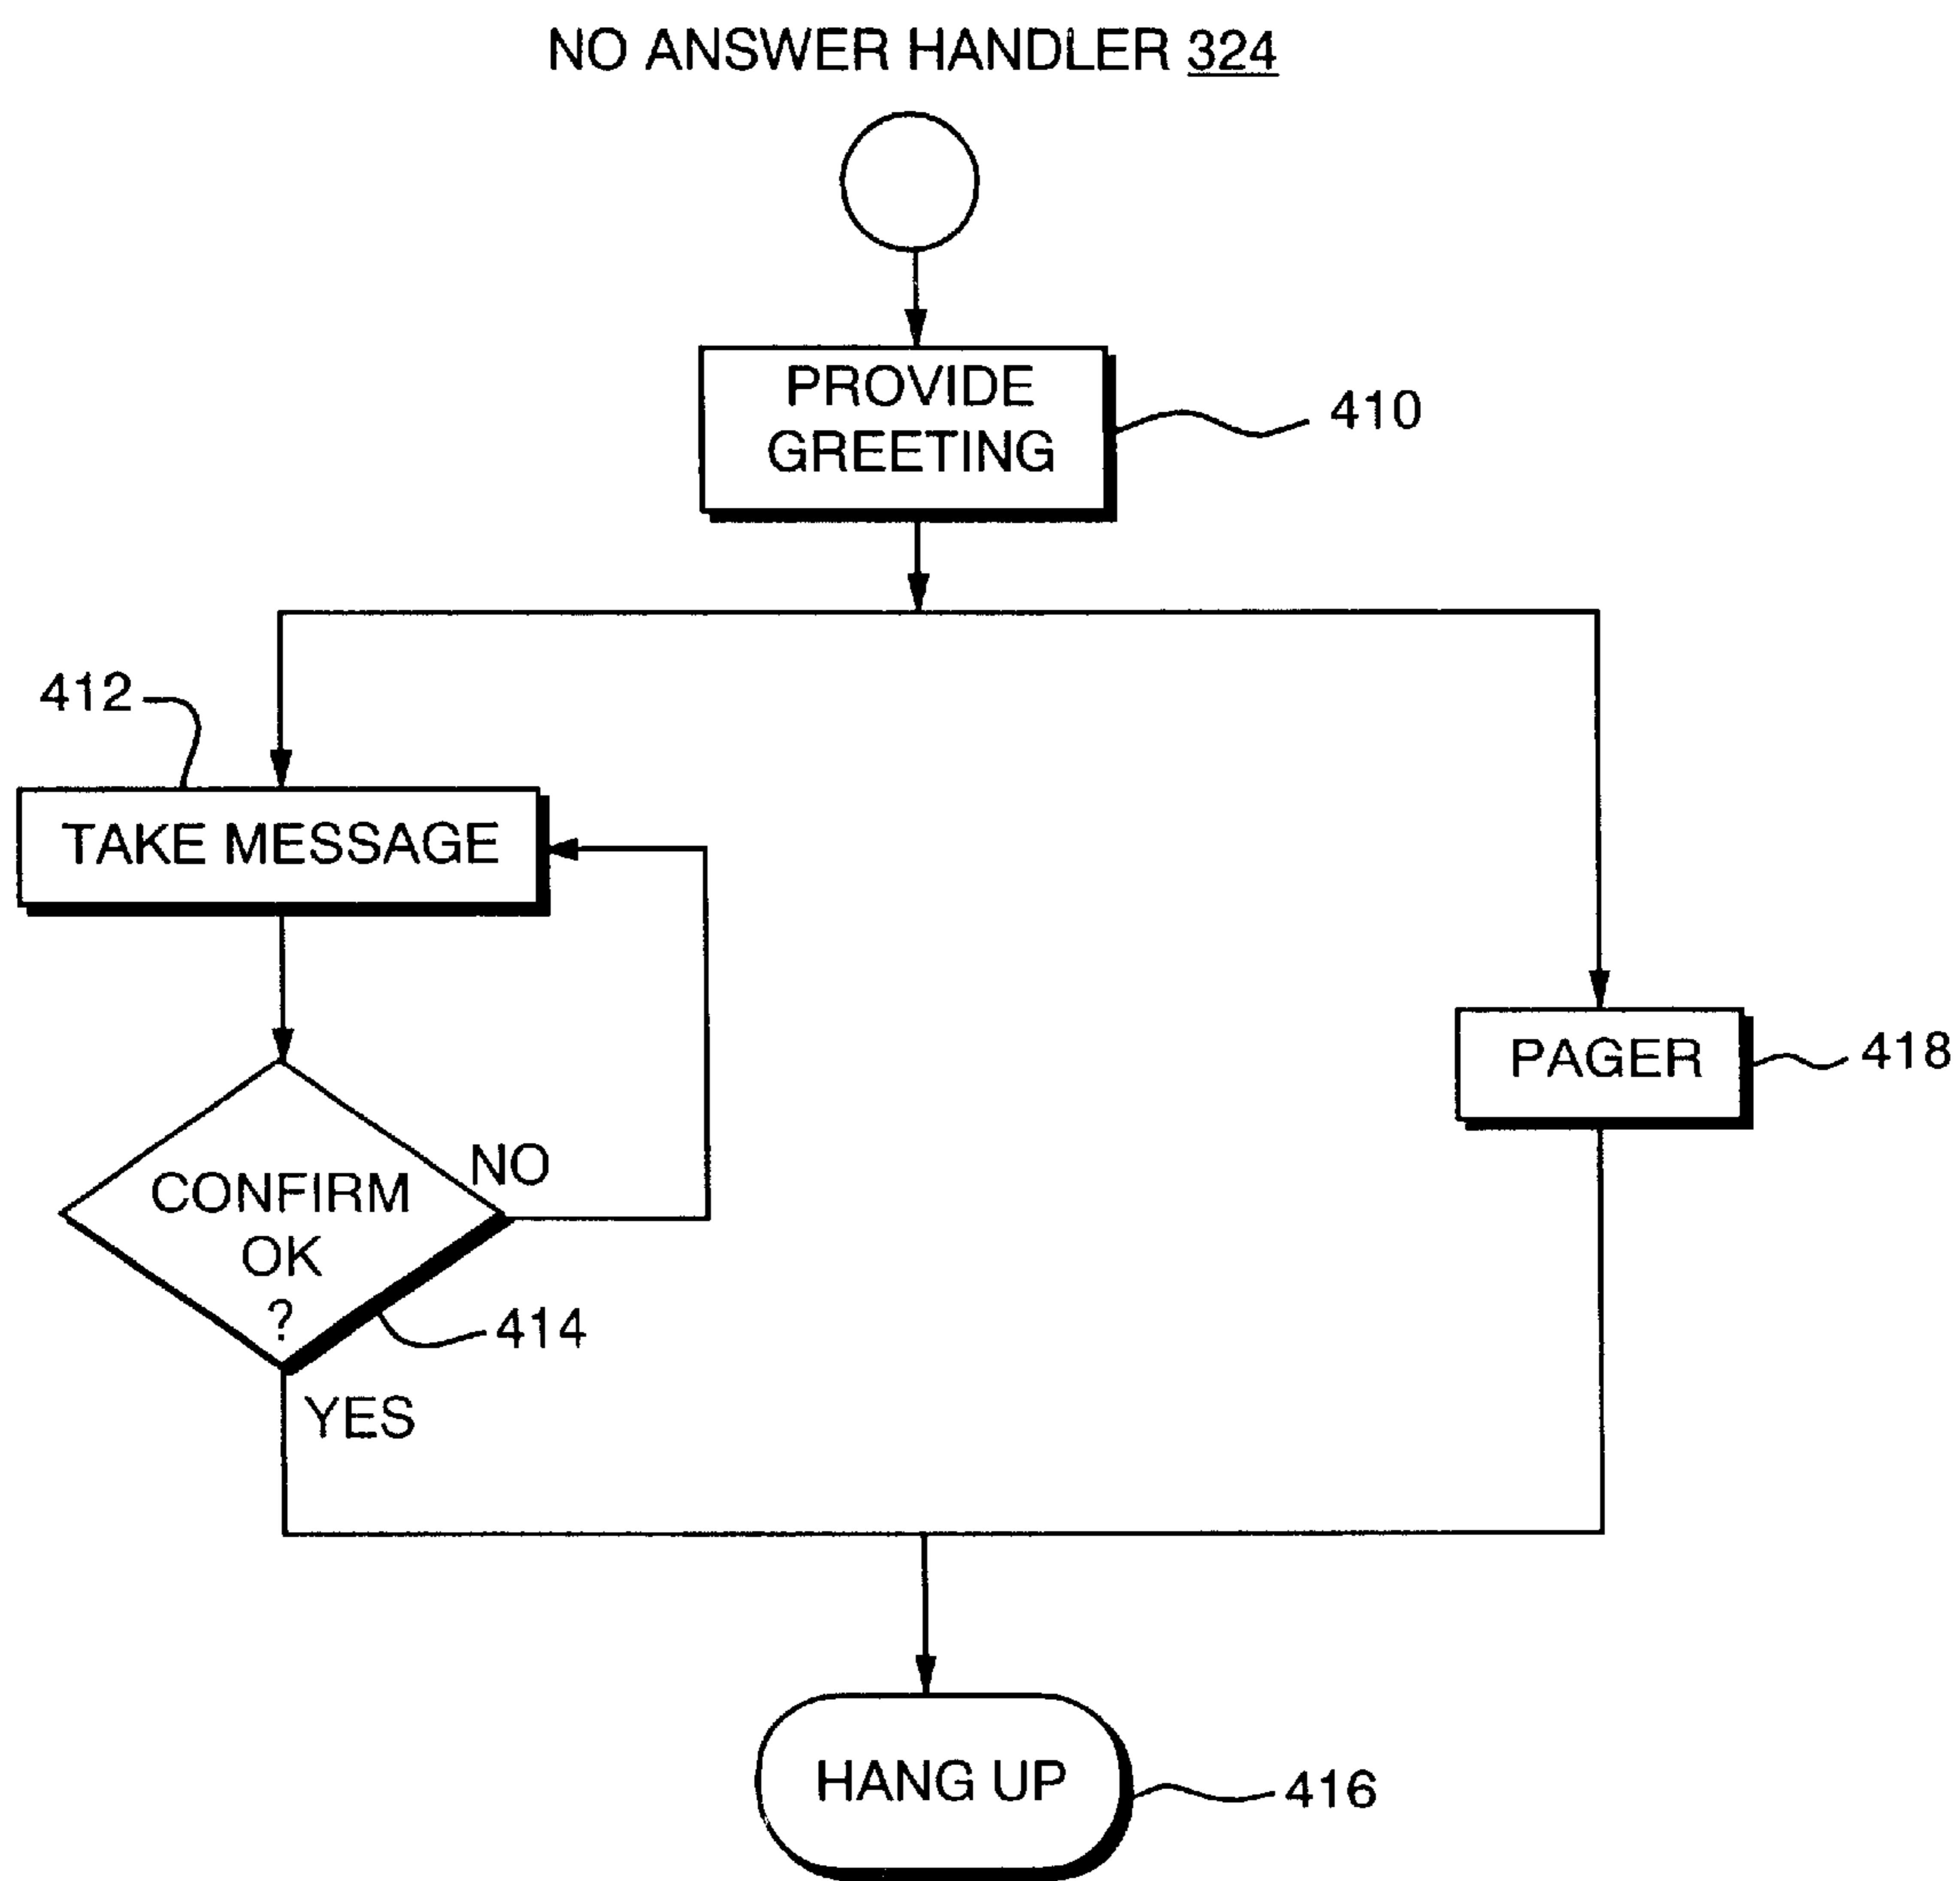 NO ANSWER HANDLER 324
PROVIDE
GREETING
410
412
TAKE MESSAGE
PAGER
418
NO
CONFIRM
OK
?
414
YES
HANG UP
416